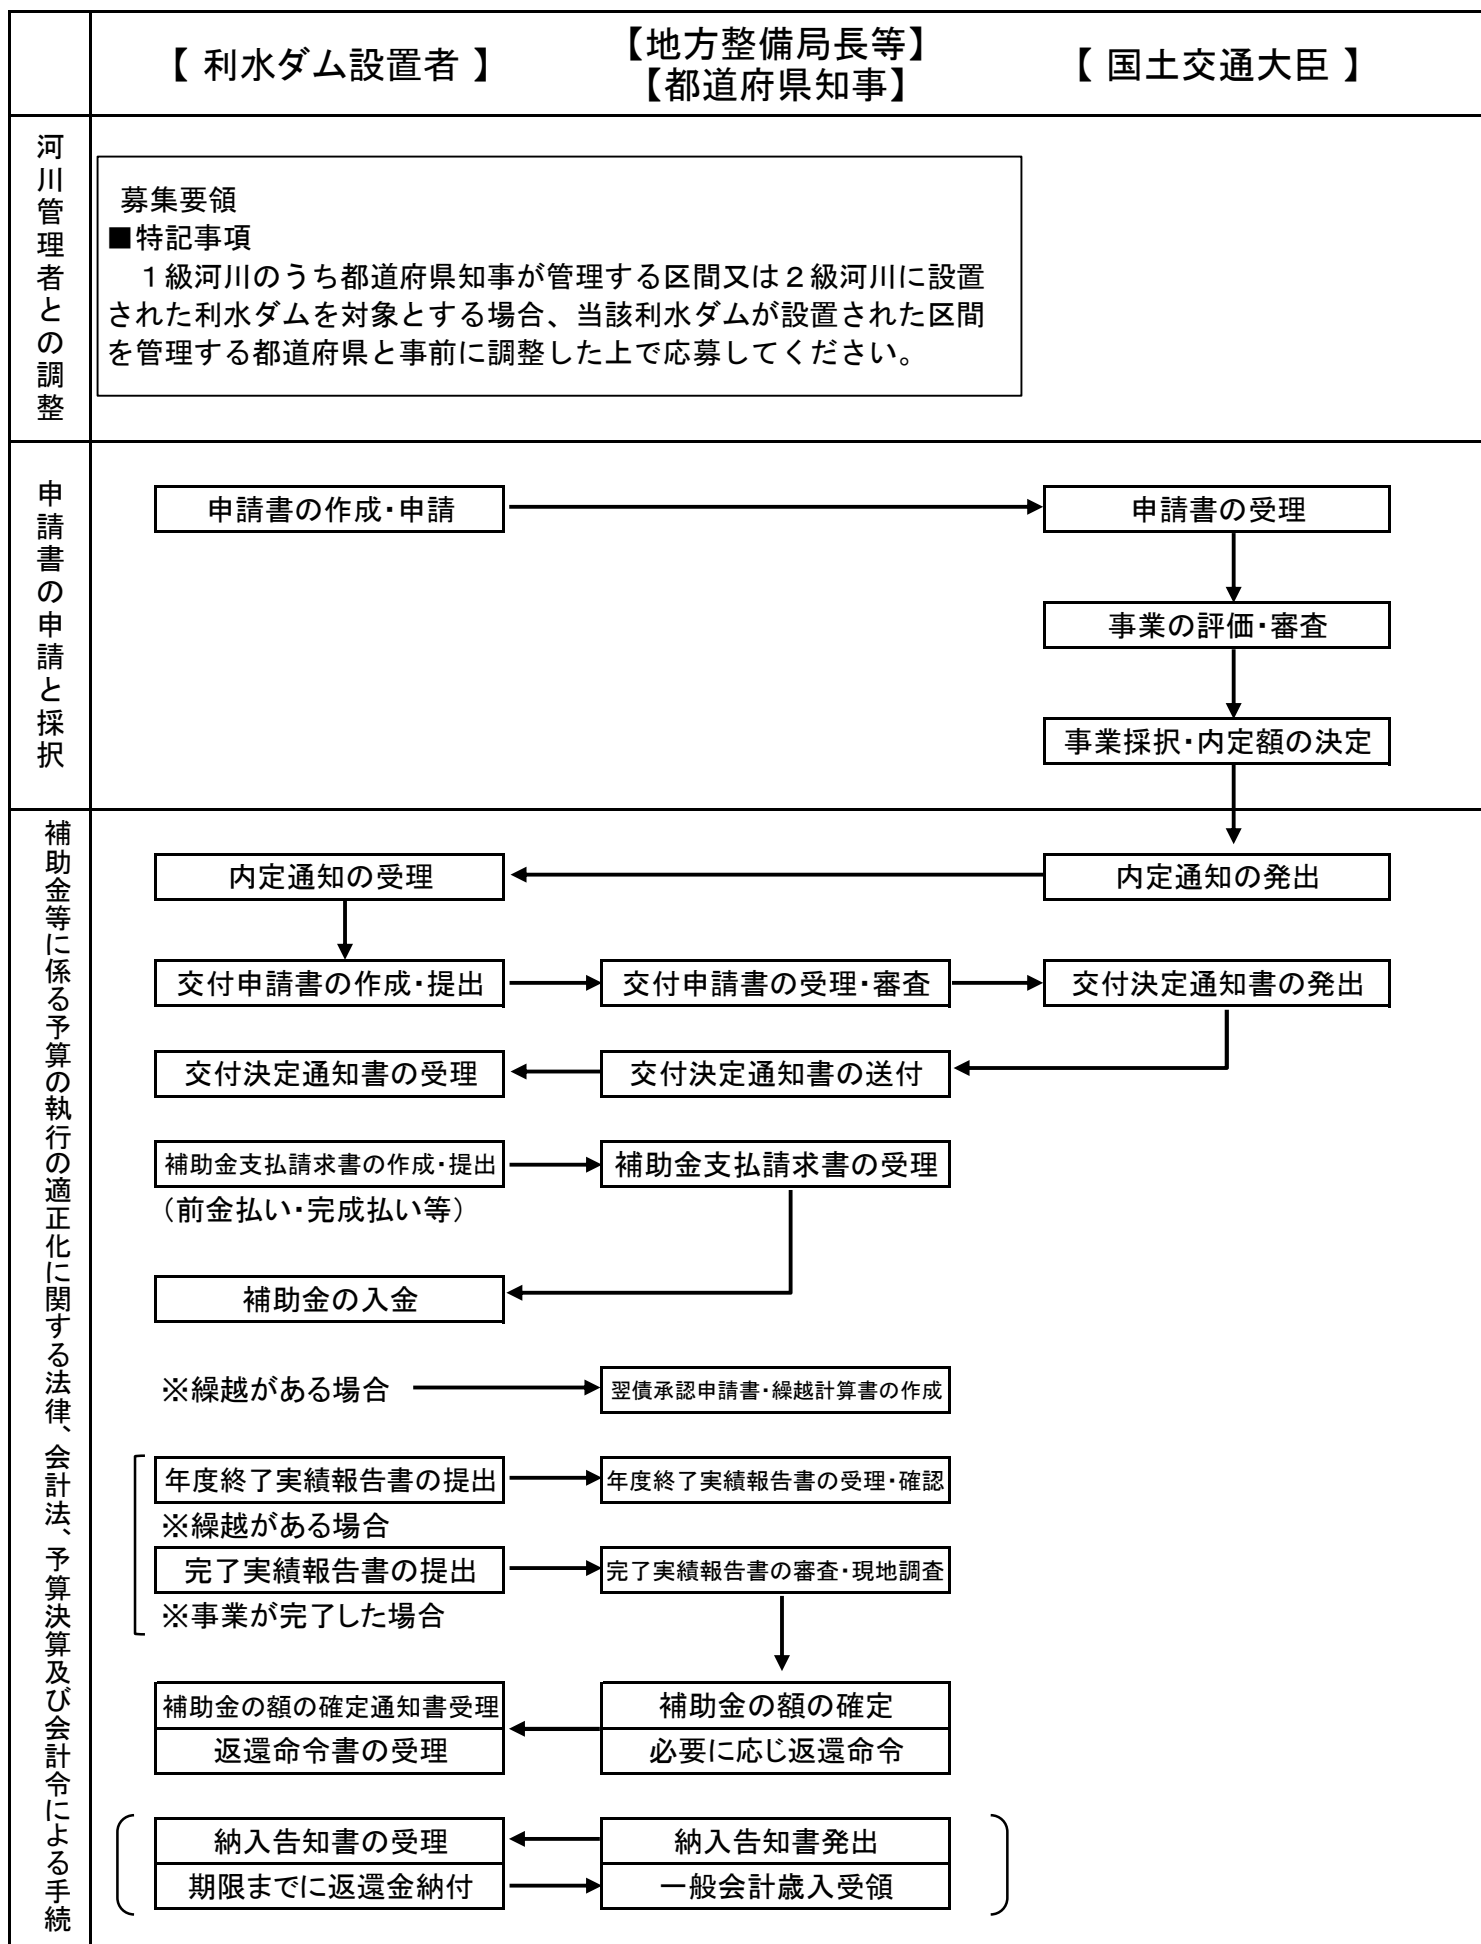 【 利水ダム設置者 】
【地方整備局長等】
【都道府県知事】
【 国土交通大臣 】
河川管理者との調整
募集要領
■特記事項
１級河川のうち都道府県知事が管理する区間又は２級河川に設置
された利水ダムを対象とする場合、当該利水ダムが設置された区間
を管理する都道府県と事前に調整した上で応募してください。
申請書の申請と採択
申請書の作成・申請
申請書の受理
事業の評価・審査
事業採択・内定額の決定
補助金等に係る予算の執行の適正化に関する法律、会計法、予算決算及び会計令による手続
内定通知の受理
内定通知の発出
交付申請書の作成・提出
交付申請書の受理・審査
交付決定通知書の発出
交付決定通知書の受理
交付決定通知書の送付
補助金支払請求書の作成・提出
補助金支払請求書の受理
（前金払い・完成払い等）
補助金の入金
※繰越がある場合
翌債承認申請書・繰越計算書の作成
年度終了実績報告書の提出
年度終了実績報告書の受理・確認
※繰越がある場合
完了実績報告書の提出
完了実績報告書の審査・現地調査
※事業が完了した場合
補助金の額の確定通知書受理
補助金の額の確定
返還命令書の受理
必要に応じ返還命令
納入告知書の受理
納入告知書発出
期限までに返還金納付
一般会計歳入受領